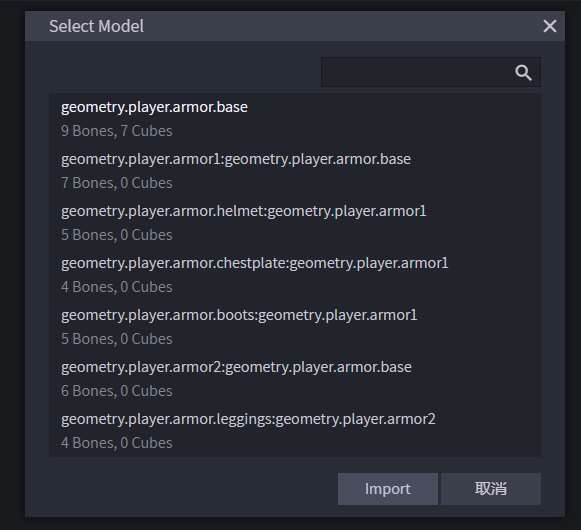 Select Model
geometry.player.armor.base
9 Bones, 7 Cubes
geometry.player.armor1:geometry.player.armor.base
7 Bones, 0 Cubes
geometry.player.armor.helmet:geometry.player.armor1
5 Bones, 0 Cubes
geometry.player.armor.chestplate:geometry.player.armor1
4 Bones, 0 Cubes
geometry.player.armor.boots:geometry.player.armor1
5 Bones, 0 Cubes
geometry.player.armor2:geometry.player.armor.base
6 Bones, 0 Cubes
geometry.player.armor.leggings:geometry.player.armor2
4 Bones, 0 Cubes
Import 取消